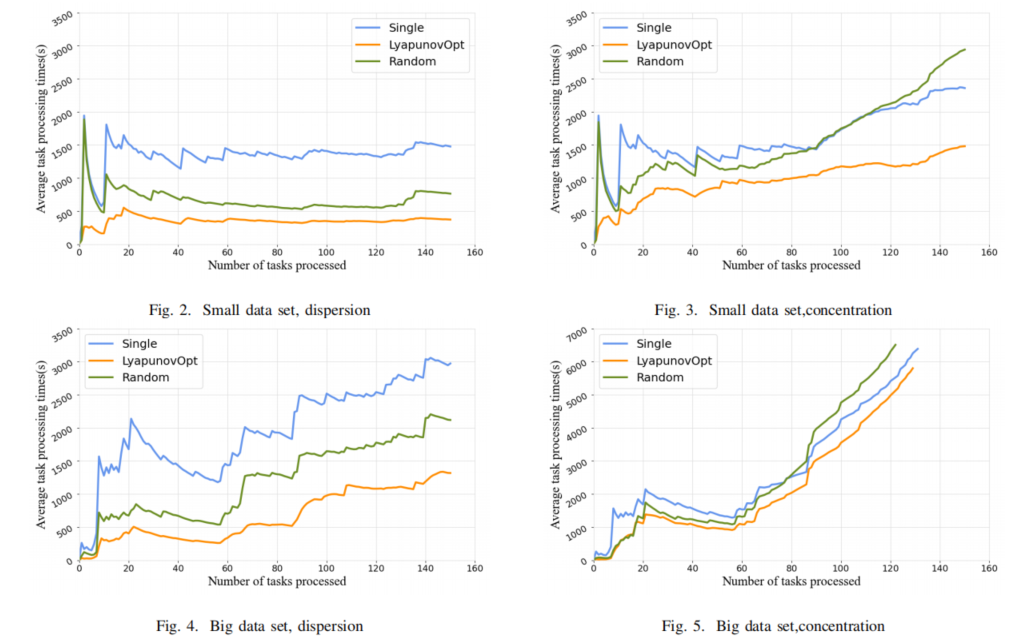 3500
3000
2500
2000
1500
1000
500
0
Average task processing times(s)
Single
LyapunovOpt
Random
0 20 40 60 80 100 120 140 160
Number of tasks processed
Fig. 2. Small data set, dispersion
3500
3000
2500
2000
1500
1000
500
0
Average task processing times(s)
Single
LyapunovOpt
Random
0 20 40 60 80 100 120 140 160
Number of tasks processed
Fig. 3. Small data set,concentration
3500
3000
2500
2000
1500
1000
500
0
Average task processing times(s)
Single
LyapunovOpt
Random
0 20 40 60 80 100 120 140 160
Number of tasks processed
Fig. 4. Big data set, dispersion
7000
6000
5000
4000
3000
2000
1000
0
Average task processing times(s)
Single
LyapunovOpt
Random
0 20 40 60 80 100 120 140 160
Number of tasks processed
Fig. 5. Big data set,concentration